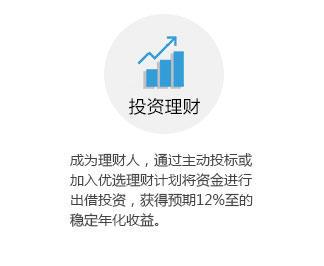 投资理财
成为理财人，通过主动投标或
加入优选理财计划将资金进行
出借投资，获得预期12%至的
稳定年化收益。